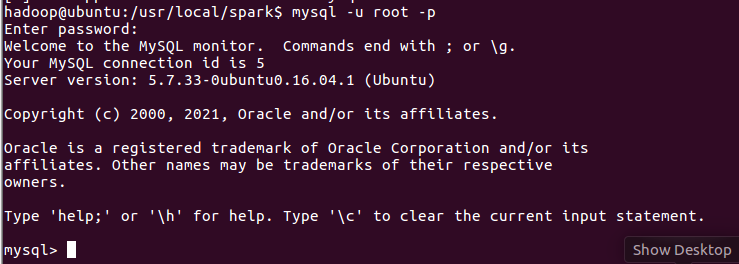 hadoop@ubuntu:/usr/local/spark$ mysql -u root -p
Enter password:
Welcome to the MySQL monitor.  Commands end with ; or \g.
Your MySQL connection id is 5
Server version: 5.7.33-0ubuntu0.16.04.1 (Ubuntu)
Copyright (c) 2000, 2021, Oracle and/or its affiliates.
Oracle is a registered trademark of Oracle Corporation and/or its
affiliates. Other names may be trademarks of their respective
owners.
Type 'help;' or '\h' for help. Type '\c' to clear the current input statement.
mysql>
Show Desktop